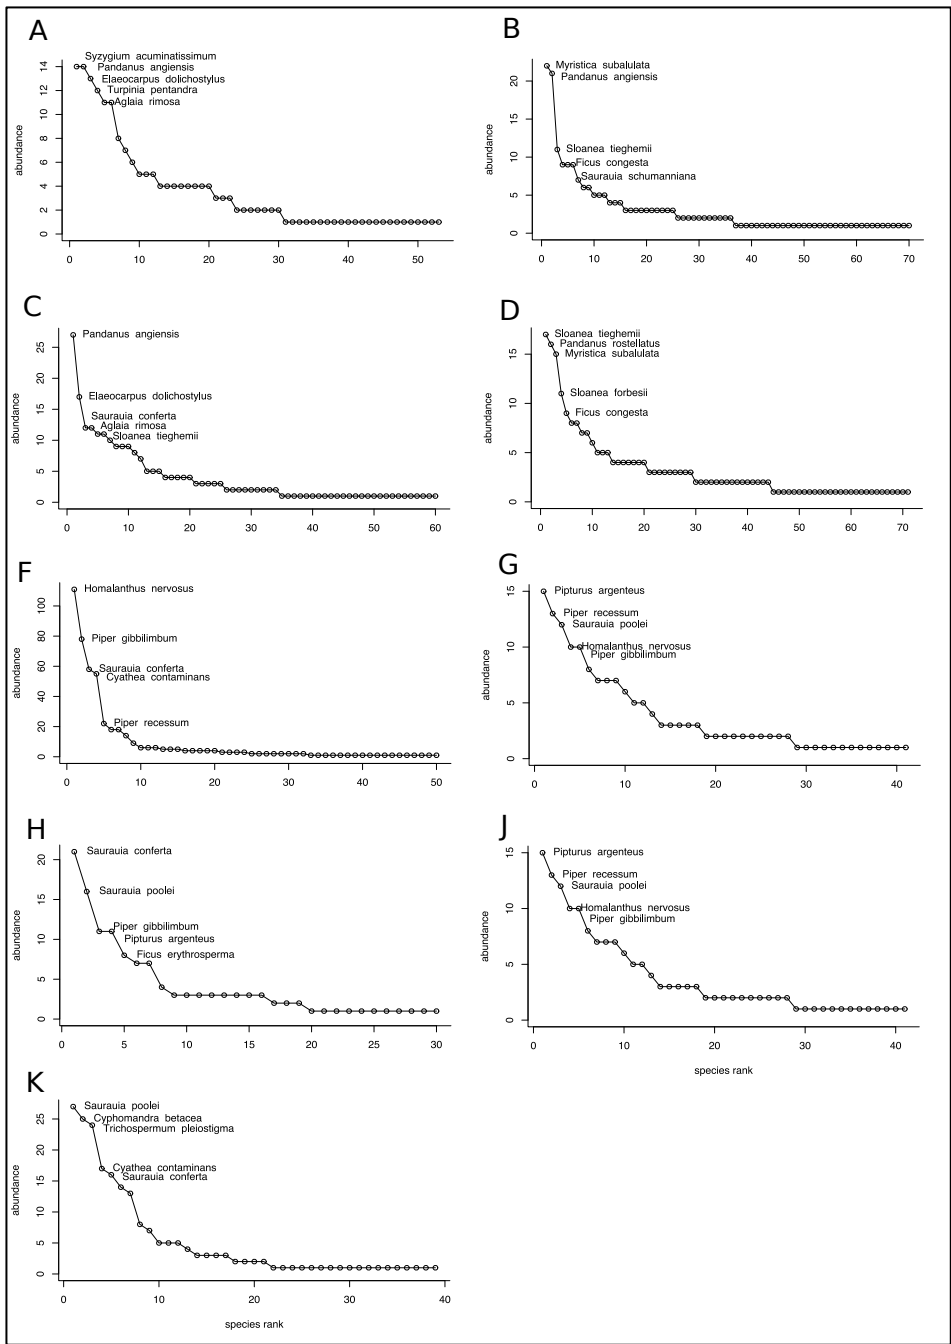 A
Syzygium acuminatissimum
Pandanus angiensis
Elaeocarpus dolichostylus
Turpinia pentandra
Aglaia rimosa
abundance
14
12
10
8
6
4
2
0
0 10 20 30 40 50
B
Myristica subalulata
Pandanus angiensis
Sloanea tieghemii
Ficus congesta
Saurauia schumanniana
abundance
20
15
10
5
0
0 10 20 30 40 50 60 70
C
Pandanus angiensis
Elaeocarpus dolichostylus
Saurauia conferta
Aglaia rimosa
Sloanea tieghemii
abundance
25
20
15
10
5
0
0 10 20 30 40 50 60
D
Sloanea tieghemii
Pandanus rostellatus
Myristica subalulata
Sloanea forbesii
Ficus congesta
abundance
15
10
5
0
0 10 20 30 40 50 60 70
F
Homalanthus nervosus
Piper gibbilimbum
Saurauia conferta
Cyathea contaminans
Piper recessum
abundance
100
80
60
40
20
0
0 10 20 30 40 50
G
Pipturus argenteus
Piper recessum
Saurauia poolei
Homalanthus nervosus
Piper gibbilimbum
abundance
15
10
5
0
0 10 20 30 40
H
Saurauia conferta
Saurauia poolei
Piper gibbilimbum
Pipturus argenteus
Ficus erythrosperma
abundance
20
15
10
5
0
0 5 10 15 20 25 30
J
Pipturus argenteus
Piper recessum
Saurauia poolei
Homalanthus nervosus
Piper gibbilimbum
abundance
15
10
5
0
0 10 20 30 40
species rank
K
Saurauia poolei
Cyphomandra betacea
Trichospermum pleiostigma
Cyathea contaminans
Saurauia conferta
abundance
25
20
15
10
5
0
0 10 20 30 40
species rank